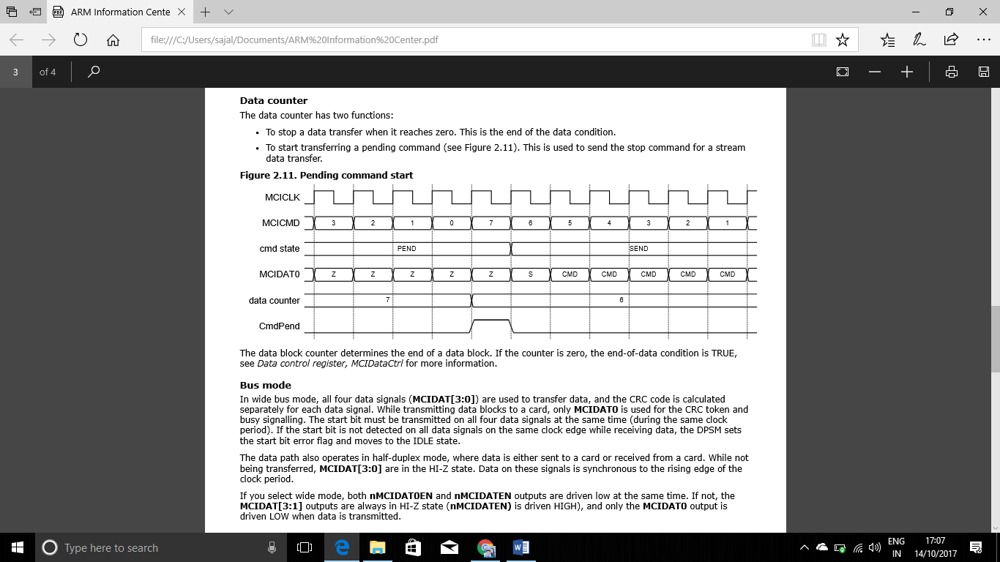 ARM Information Cente
file:///C:/Users/sajal/Documents/ARM%20Information%20Center.pdf
3 of 4
Data counter
The data counter has two functions:
• To stop a data transfer when it reaches zero. This is the end of the data condition.
• To start transferring a pending command (see Figure 2.11). This is used to send the stop command for a stream
data transfer.
Figure 2.11. Pending command start
MCICLK
MCICMD 3 2 1 0 7 6 5 4 3 2 1
cmd state PEND SEND
MCIDAT0 Z Z Z Z Z S CMD CMD CMD CMD CMD
data counter 7 6
CmdPend
The data block counter determines the end of a data block. If the counter is zero, the end-of-data condition is TRUE,
see Data control register, MCIDataCtrl for more information.
Bus mode
In wide bus mode, all four data signals (MCIDAT[3:0]) are used to transfer data, and the CRC code is calculated
separately for each data signal. While transmitting data blocks to a card, only MCIDAT0 is used for the CRC token and
busy signalling. The start bit must be transmitted on all four data signals at the same time (during the same clock
period). If the start bit is not detected on all data signals on the same clock edge while receiving data, the DPSM sets
the start bit error flag and moves to the IDLE state.
The data path also operates in half-duplex mode, where data is either sent to a card or received from a card. While not
being transferred, MCIDAT[3:0] are in the HI-Z state. Data on these signals is synchronous to the rising edge of the
clock period.
If you select wide mode, both nMCIDAT0EN and nMCIDATEN outputs are driven low at the same time. If not, the
MCIDAT[3:1] outputs are always in HI-Z state (nMCIDATEN) is driven HIGH), and only the MCIDAT0 output is
driven LOW when data is transmitted.
Type here to search
ENG
IN
17:07
14/10/2017